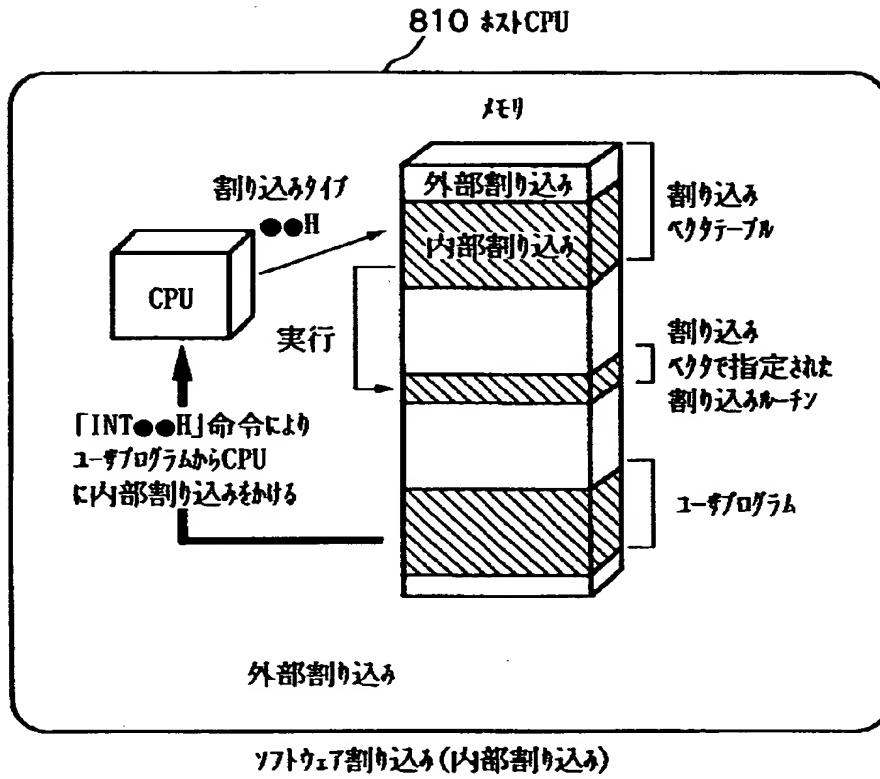 810 ホストCPU
メモリ
割り込みタイプ
●●H
外部割り込み
内部割り込み
割り込み
ベクタテーブル
CPU
実行
割り込み
ベクタで指定された
割り込みルーチン
「INT●●H」命令により
ユーザプログラムからCPU
に内部割り込みをかける
ユーザプログラム
外部割り込み
ソフトウェア割り込み(内部割り込み)